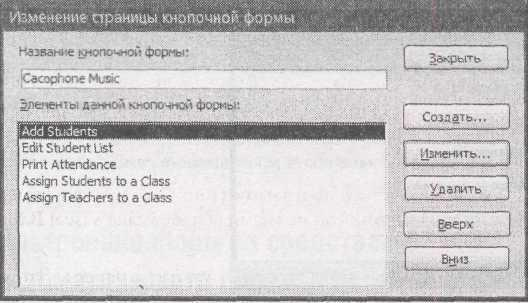 Изменение страницы кнопочной формы
Название кнопочной формы:
Cacophone Music
Элементы данной кнопочной формы:
Add Students
Edit Student List
Print Attendance
Assign Students to a Class
Assign Teachers to a Class
Закрыть
Создать...
Изменить...
Удалить
Вверх
Вниз